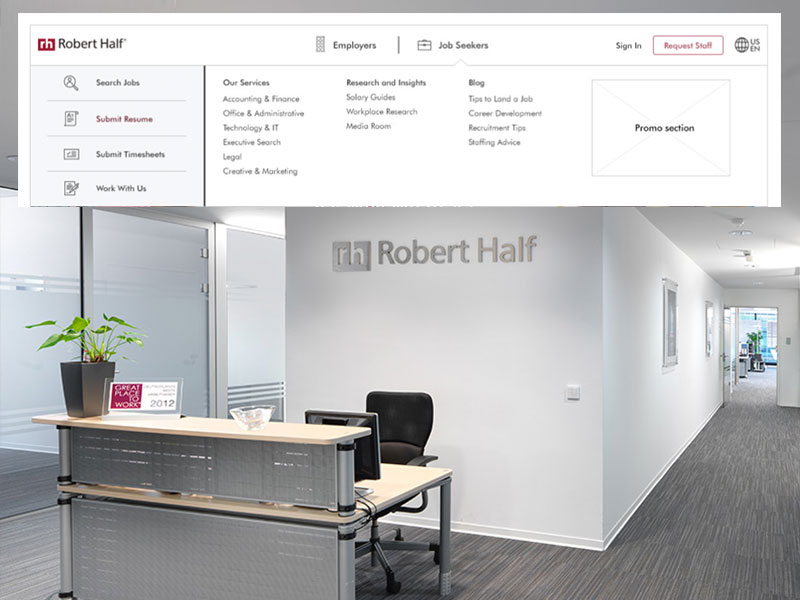 rh Robert Half®
Employers
Job Seekers
Sign In
Request Staff
US
EN
Search Jobs
Submit Resume
Submit Timesheets
Work With Us
Our Services
Accounting & Finance
Office & Administrative
Technology & IT
Executive Search
Legal
Creative & Marketing
Research and Insights
Salary Guides
Workplace Research
Media Room
Blog
Tips to Land a Job
Career Development
Recruitment Tips
Staffing Advice
Promo section
rh Robert Half
GREAT
PLACE
TO
WORK
2012